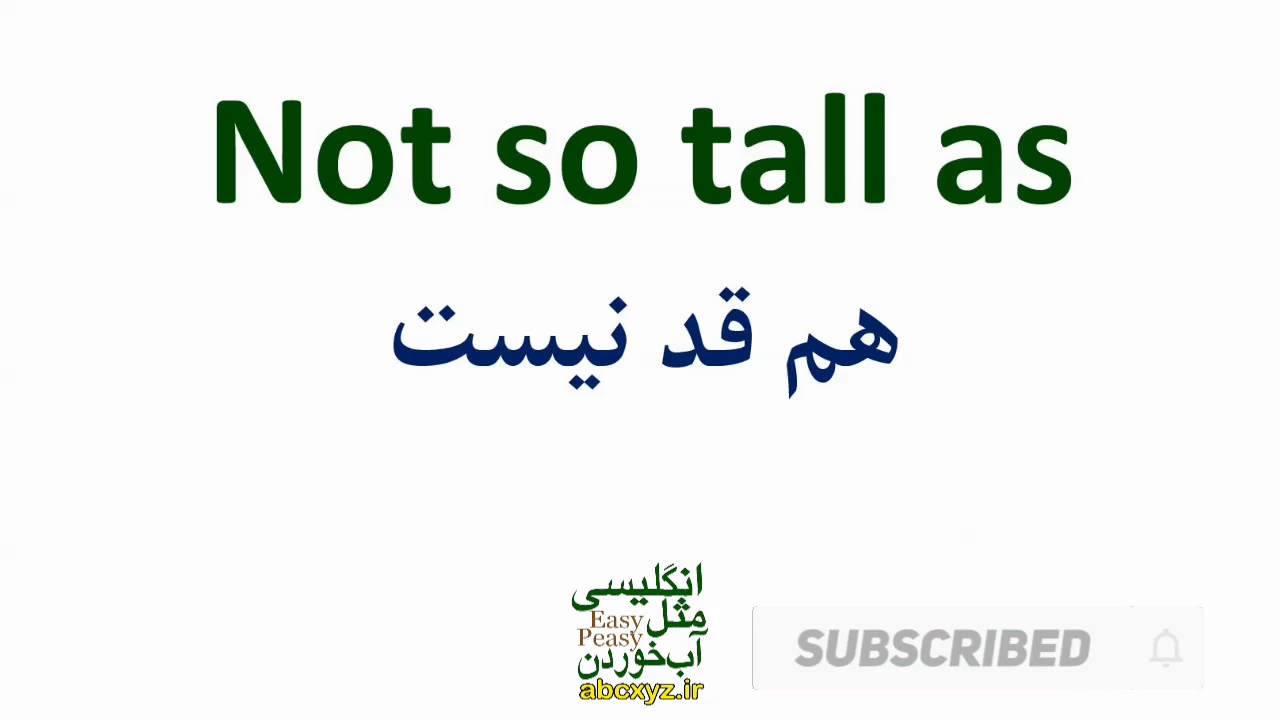 Not so tall as
هم قد نیست
انگلیسی
مثل
Easy
Peasy
آب‌خوردن
abcxyz.ir
SUBSCRIBED